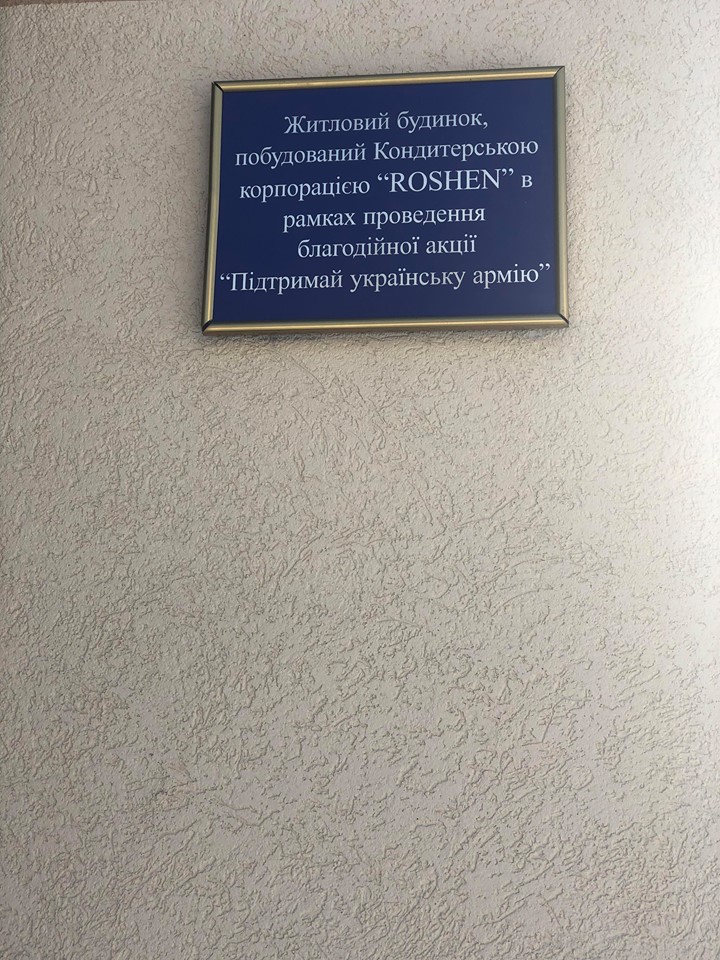 Житловий будинок,
побудований Кондитерською
корпорацією “ROSHEN” в
рамках проведення
благодійної акції
“Підтримай українську армію”